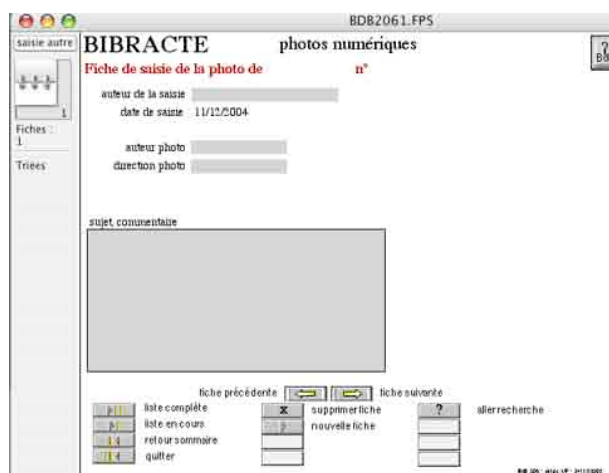 BDB2061.FPS
saisie autre
BIBRACTE photos numériques
?
Fiche de saisie de la photo de n°
auteur de la saisie
1
date de saisie 11/12/2004
Fiches :
1
auteur photo
Triées
direction photo
sujet, commentaire
fiche précédente fiche suivante
liste complète X supprimer fiche ? aller recherche
liste en cours nouvelle fiche
retour sommaire
quitter